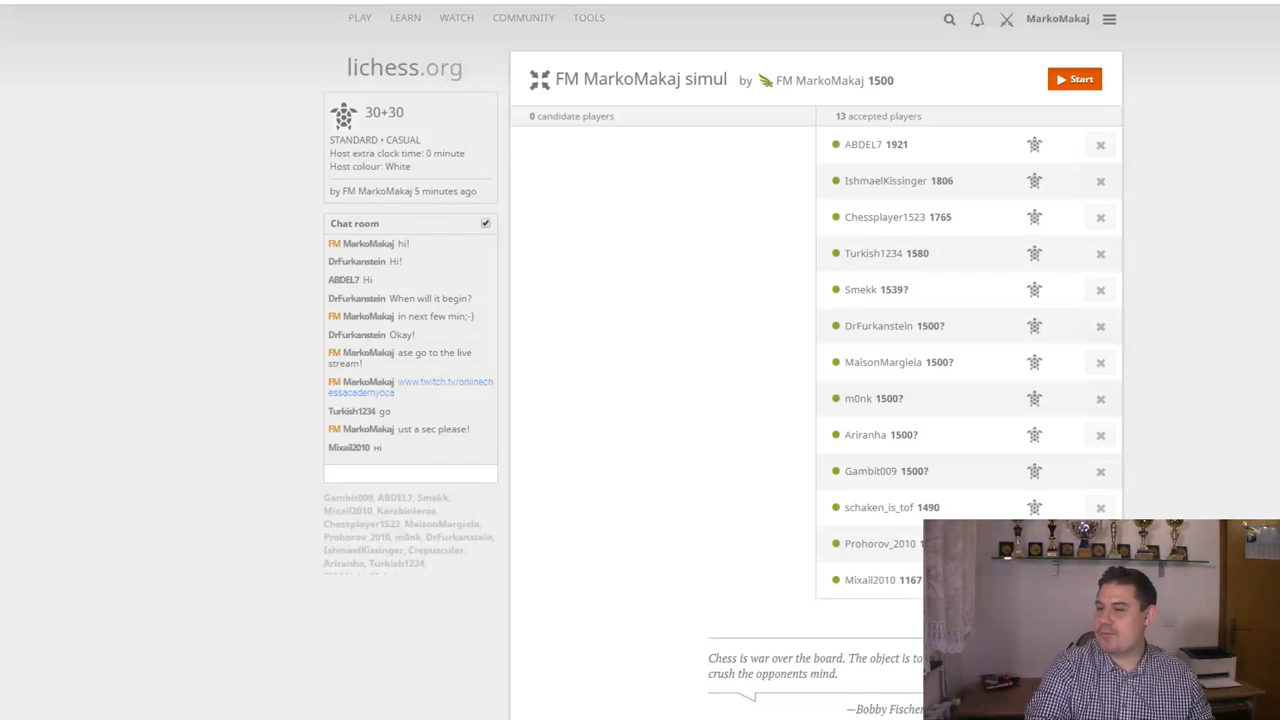 PLAY LEARN WATCH COMMUNITY TOOLS MarkoMakaj
lichess.org
30+30
STANDARD • CASUAL
Host extra clock time: 0 minute
Host colour: White
by FM MarkoMakaj 5 minutes ago
Chat room
FM MarkoMakaj hi!
DrFurkanstein Hi!
ABDEL7 Hi
DrFurkanstein When will it begin?
FM MarkoMakaj in next few min;-)
DrFurkanstein Okay!
FM MarkoMakaj ase go to the live
stream!
FM MarkoMakaj www.twitch.tv/onlinech
essacademyoca
Turkish1234 go
FM MarkoMakaj ust a sec please!
Mixail2010 Hi
Gambit009, ABDEL7, Smekk,
Mixail2010, Karabinieros,
Chessplayer1523, MaisonMargiela,
Prohorov_2010, m0nk, DrFurkanstein,
IshmaelKissinger, Crepuscular,
Ariranha, Turkish1234,
FM MarkoMakaj simul by FM MarkoMakaj 1500 Start
0 candidate players 13 accepted players
ABDEL7 1921
IshmaelKissinger 1806
Chessplayer1523 1765
Turkish1234 1580
Smekk 1539?
DrFurkanstein 1500?
MaisonMargiela 1500?
m0nk 1500?
Ariranha 1500?
Gambit009 1500?
schaken_is_tof 1490
Prohorov_2010 1
Mixail2010 1167
Chess is war over the board. The object is to
crush the opponents mind.
—Bobby Fischer